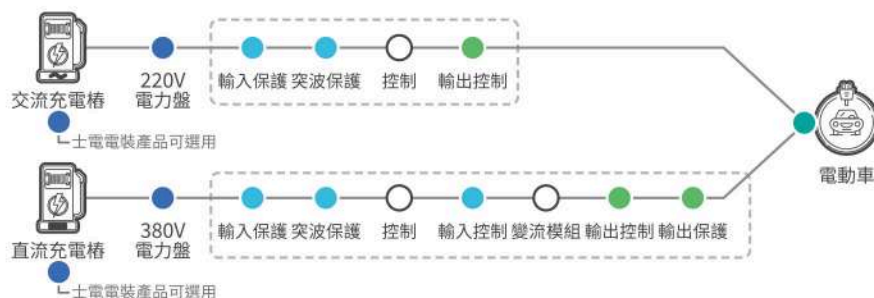 交流充電樁
220V
電力盤
輸入保護
突波保護
控制
輸出控制
士電電裝產品可選用
電動車
直流充電樁
380V
電力盤
輸入保護
突波保護
控制
輸入控制
變流模組
輸出控制
輸出保護
士電電裝產品可選用